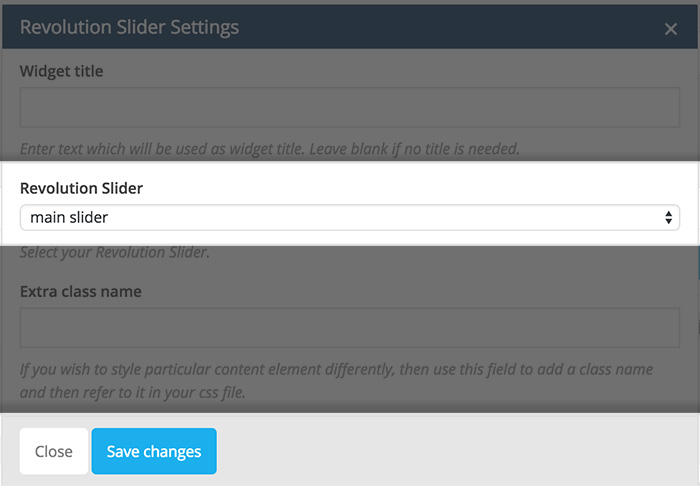 Revolution Slider Settings
Widget title
Enter text which will be used as widget title. Leave blank if no title is needed.
Revolution Slider
main slider
Select your Revolution Slider.
Extra class name
If you wish to style particular content element differently, then use this field to add a class name
and then refer to it in your css file.
Close Save changes